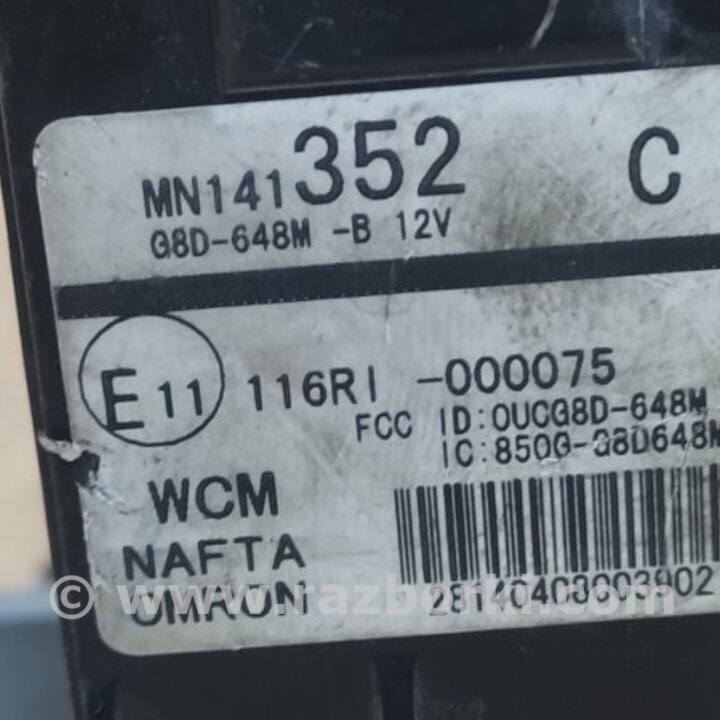 MN141352 C
G8D-648M -B 12V
E11 116RI -000075
FCC ID:OUCG8D-648M
IC:850G-G8D648M
WCM
NAFTA
OMRON
© www.razborki.com